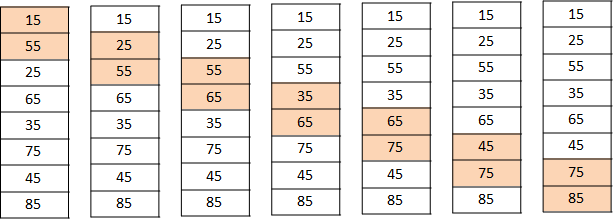 15 15 15 15 15 15 15
55 25 25 25 25 25 25
25 55 55 55 55 55 55
65 65 65 35 35 35 35
35 35 35 65 65 65 65
75 75 75 75 75 45 45
45 45 45 45 45 75 75
85 85 85 85 85 85 85